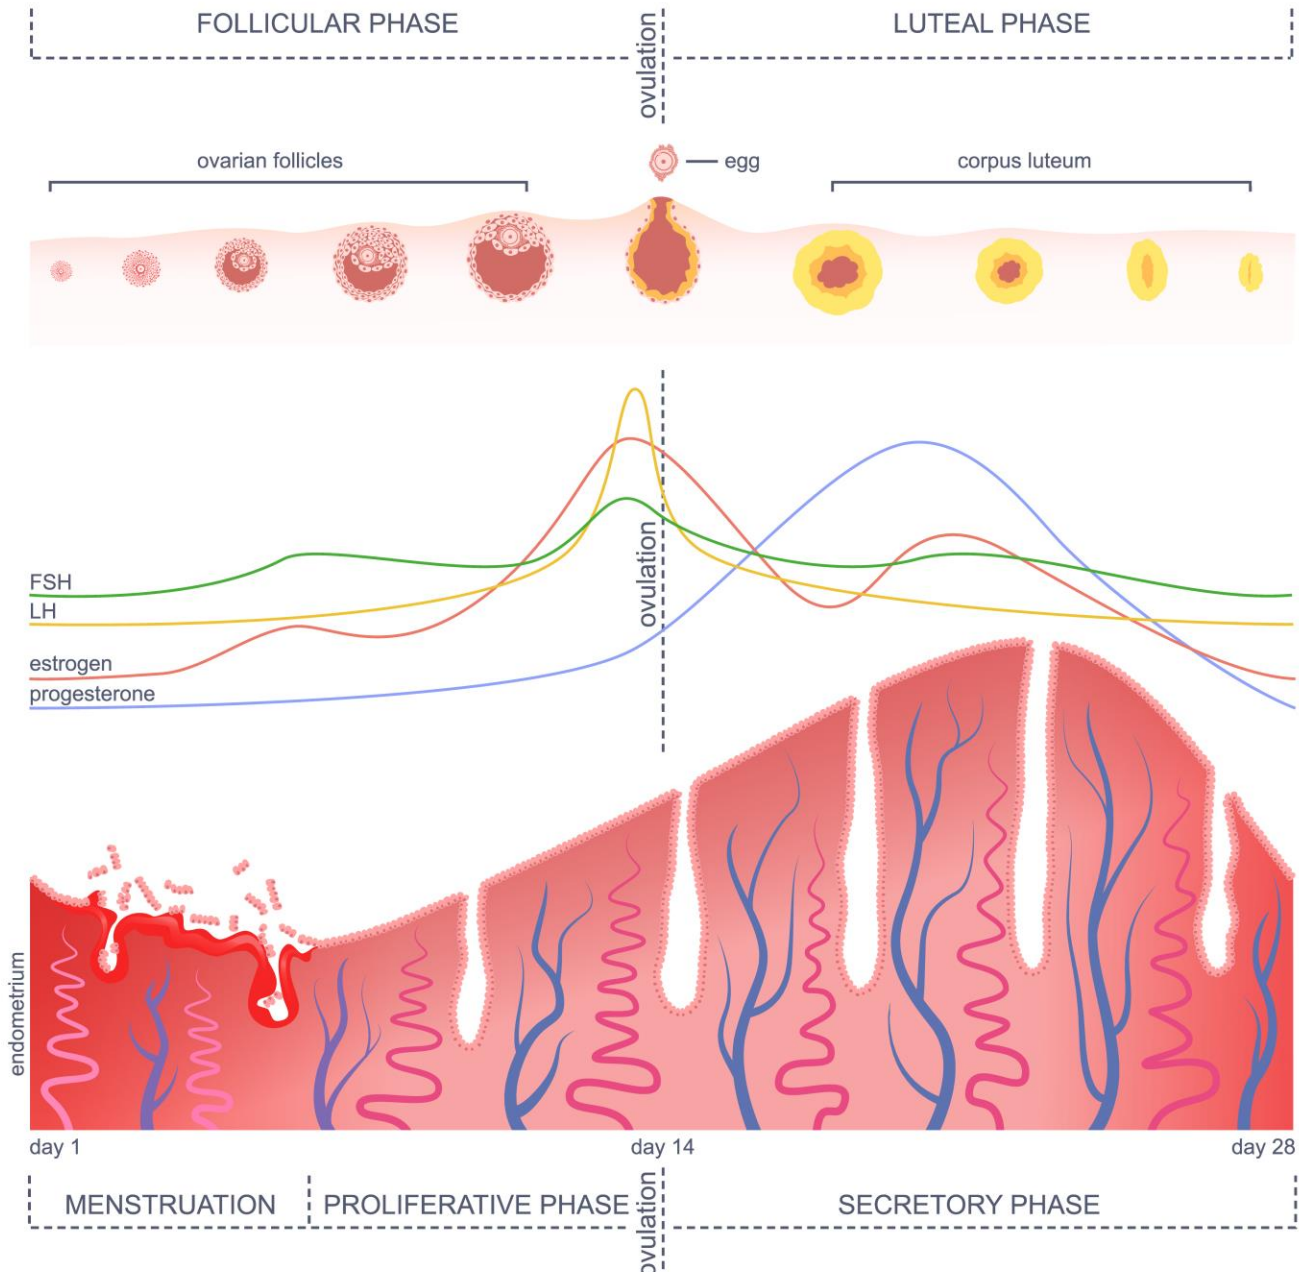 FOLLICULAR PHASE
ovulation
LUTEAL PHASE
ovarian follicles
egg
corpus luteum
FSH
LH
estrogen
progesterone
ovulation
endometrium
day 1
day 14
day 28
MENSTRUATION
PROLIFERATIVE PHASE
ovulation
SECRETORY PHASE